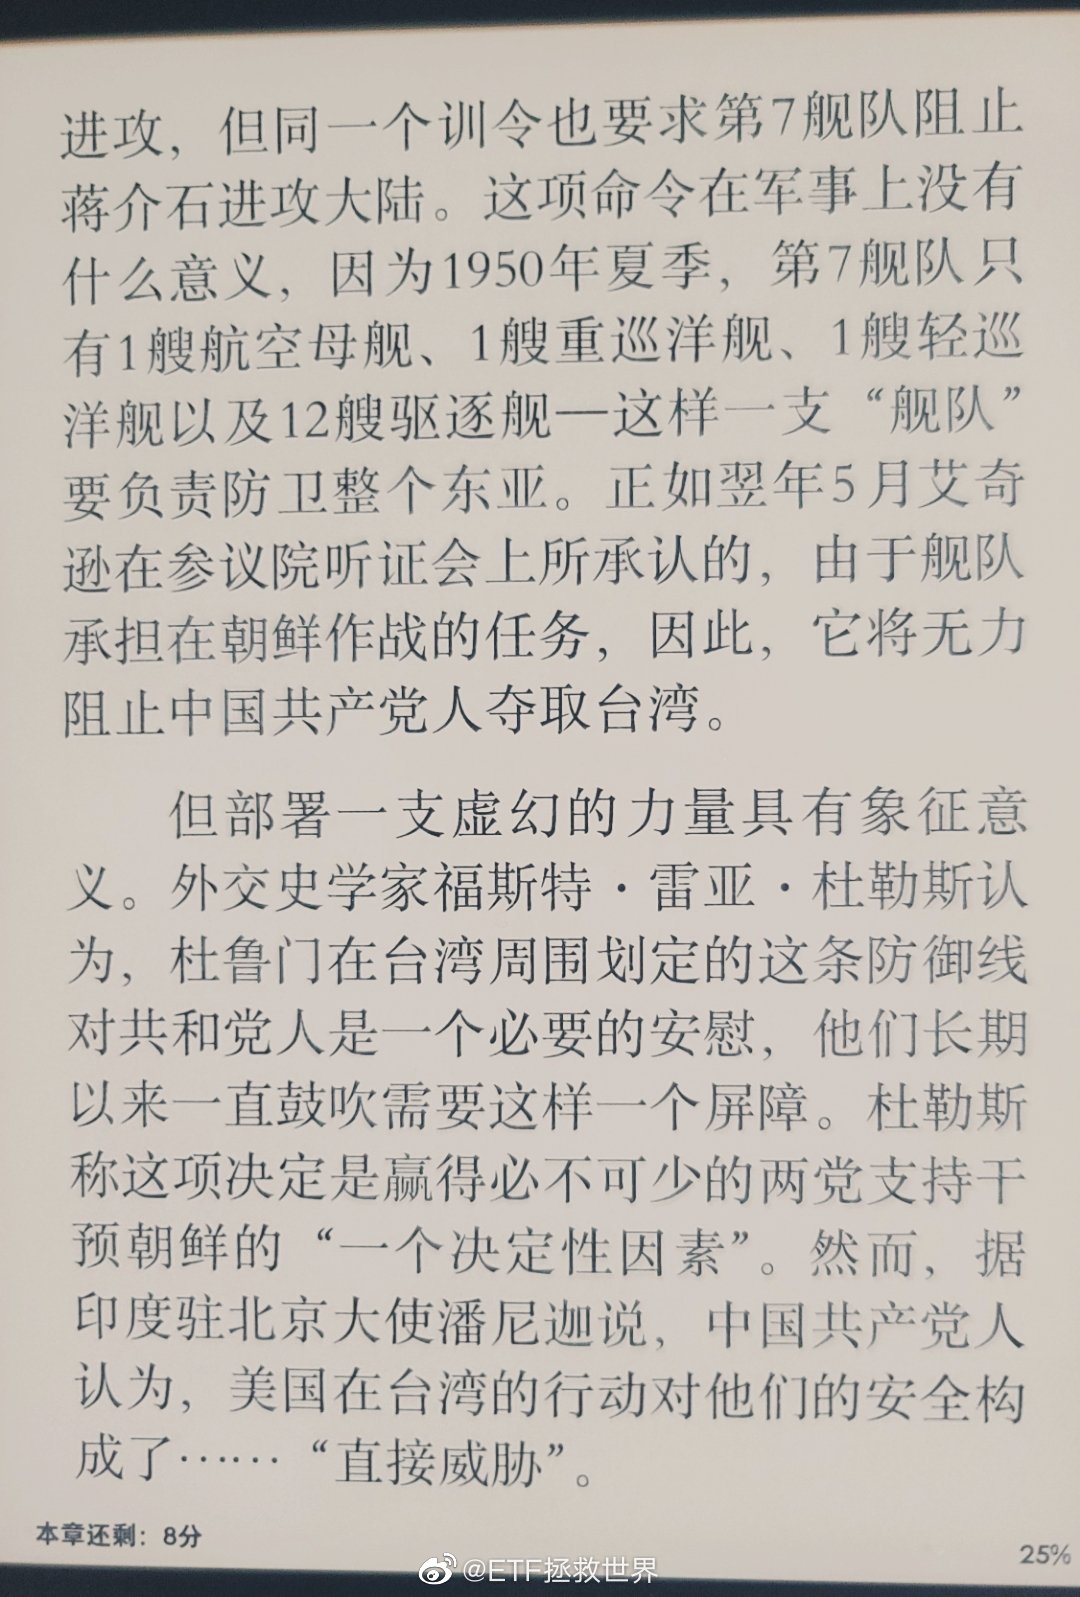 进攻，但同一个训令也要求第7舰队阻止
蒋介石进攻大陆。这项命令在军事上没有
什么意义，因为1950年夏季，第7舰队只
有1艘航空母舰、1艘重巡洋舰、1艘轻巡
洋舰以及12艘驱逐舰—这样一支“舰队”
要负责防卫整个东亚。正如翌年5月艾奇
逊在参议院听证会上所承认的，由于舰队
承担在朝鲜作战的任务，因此，它将无力
阻止中国共产党人夺取台湾。
但部署一支虚幻的力量具有象征意
义。外交史学家福斯特·雷亚·杜勒斯认
为，杜鲁门在台湾周围划定的这条防御线
对共和党人是一个必要的安慰，他们长期
以来一直鼓吹需要这样一个屏障。杜勒斯
称这项决定是赢得必不可少的两党支持干
预朝鲜的“一个决定性因素”。然而，据
印度驻北京大使潘尼迦说，中国共产党人
认为，美国在台湾的行动对他们的安全构
成了……“直接威胁”。
本章还剩：8分
25%
@ETF拯救世界